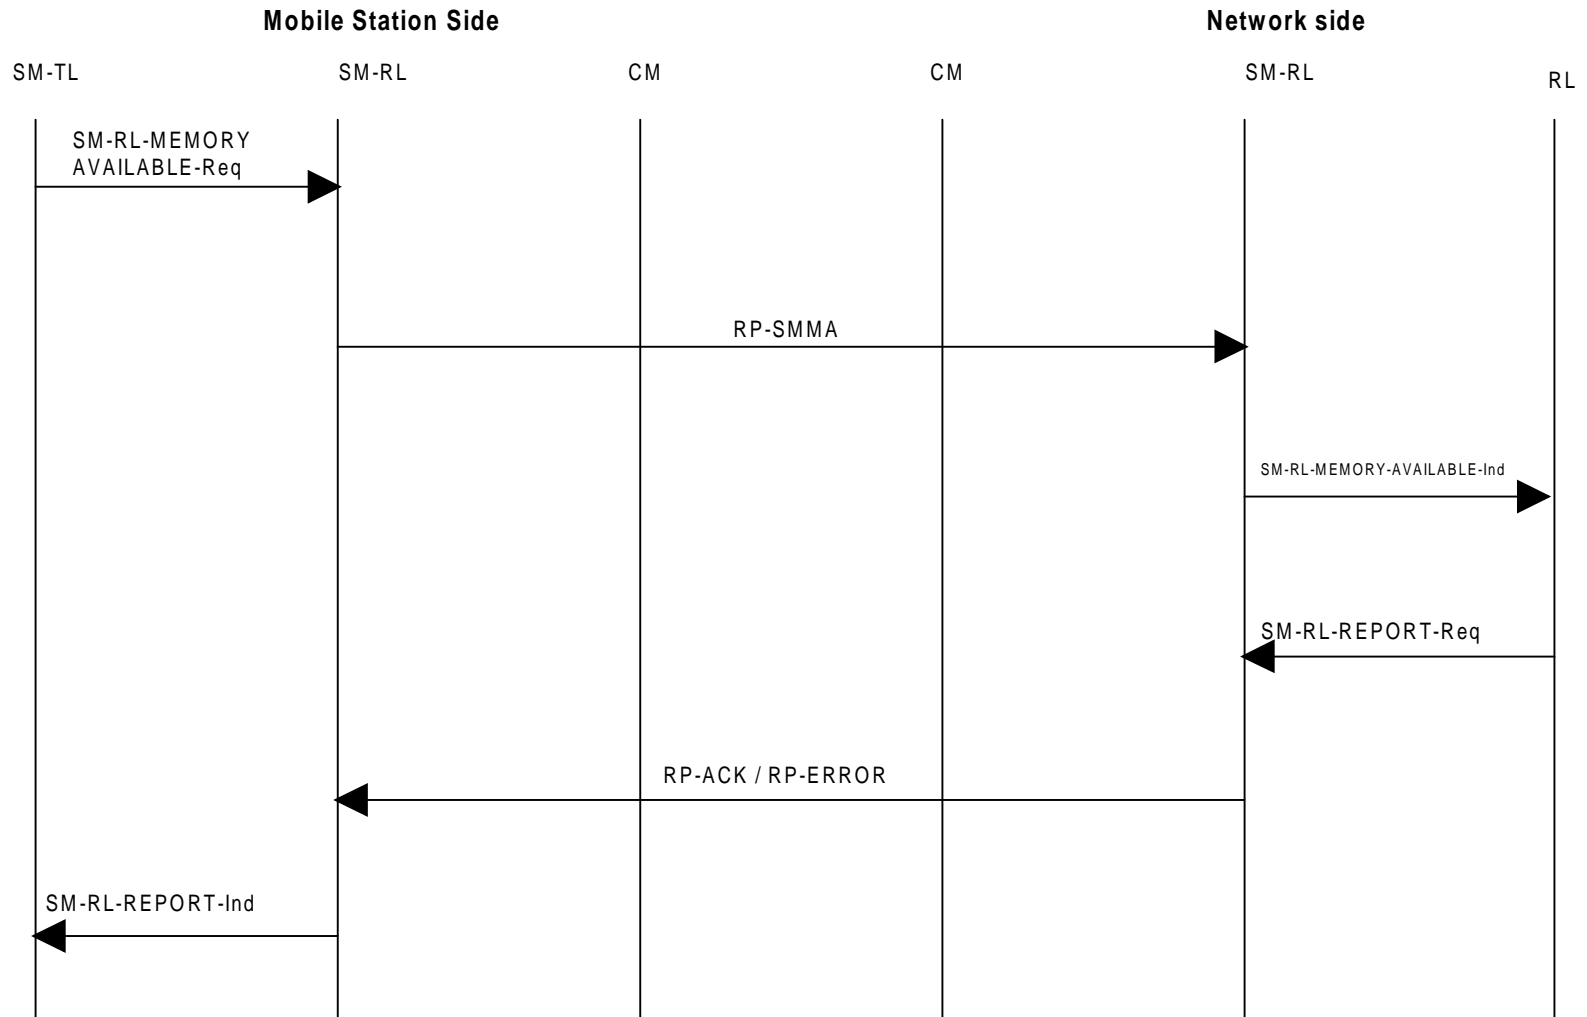 Mobile Station Side
Network side
SM-TL
SM-RL
CM
CM
SM-RL
RL
SM-RL-MEMORY
AVAILABLE-Req
RP-SMMA
SM-RL-MEMORY-AVAILABLE-Ind
SM-RL-REPORT-Req
RP-ACK / RP-ERROR
SM-RL-REPORT-Ind